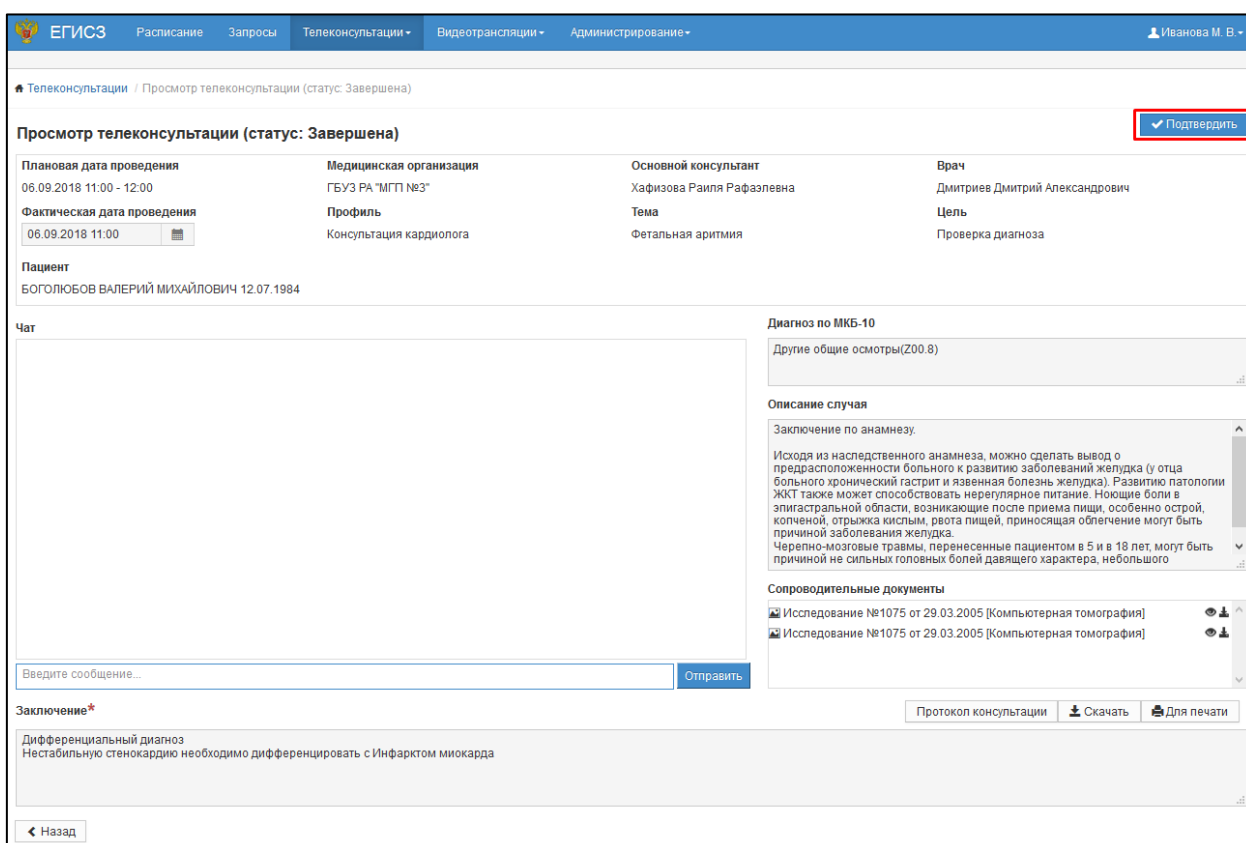 ЕГИСЗ Расписание Запросы Телеконсультации Видеотрансляции Администрирование Иванова М. В.
Телеконсультации / Просмотр телеконсультации (статус: Завершена)
Просмотр телеконсультации (статус: Завершена)
Подтвердить
Плановая дата проведения Медицинская организация Основной консультант Врач
06.09.2018 11:00 - 12:00 ГБУЗ РА "МГП №3" Хафизова Раиля Рафаэлевна Дмитриев Дмитрий Александрович
Фактическая дата проведения Профиль Тема Цель
06.09.2018 11:00 Консультация кардиолога Фетальная аритмия Проверка диагноза
Пациент
БОГОЛЮБОВ ВАЛЕРИЙ МИХАЙЛОВИЧ 12.07.1984
Чат
Введите сообщение...
Отправить
Диагноз по МКБ-10
Другие общие осмотры(Z00.8)
Описание случая
Заключение по анамнезу.
Исходя из наследственного анамнеза, можно сделать вывод о
предрасположенности больного к развитию заболеваний желудка (у отца
больного хронический гастрит и язвенная болезнь желудка). Развитию патологии
ЖКТ также может способствовать нерегулярное питание. Ноющие боли в
эпигастральной области, возникающие после приема пищи, особенно острой,
копченой, отрыжка кислым, рвота пищей, приносящая облегчение могут быть
причиной заболевания желудка.
Черепно-мозговые травмы, перенесенные пациентом в 5 и в 18 лет, могут быть
причиной не сильных головных болей давящего характера, небольшого
Сопроводительные документы
Исследование №1075 от 29.03.2005 [Компьютерная томография]
Исследование №1075 от 29.03.2005 [Компьютерная томография]
Заключение*
Протокол консультации Скачать Для печати
Дифференциальный диагноз
Нестабильную стенокардию необходимо дифференцировать с Инфарктом миокарда
Назад